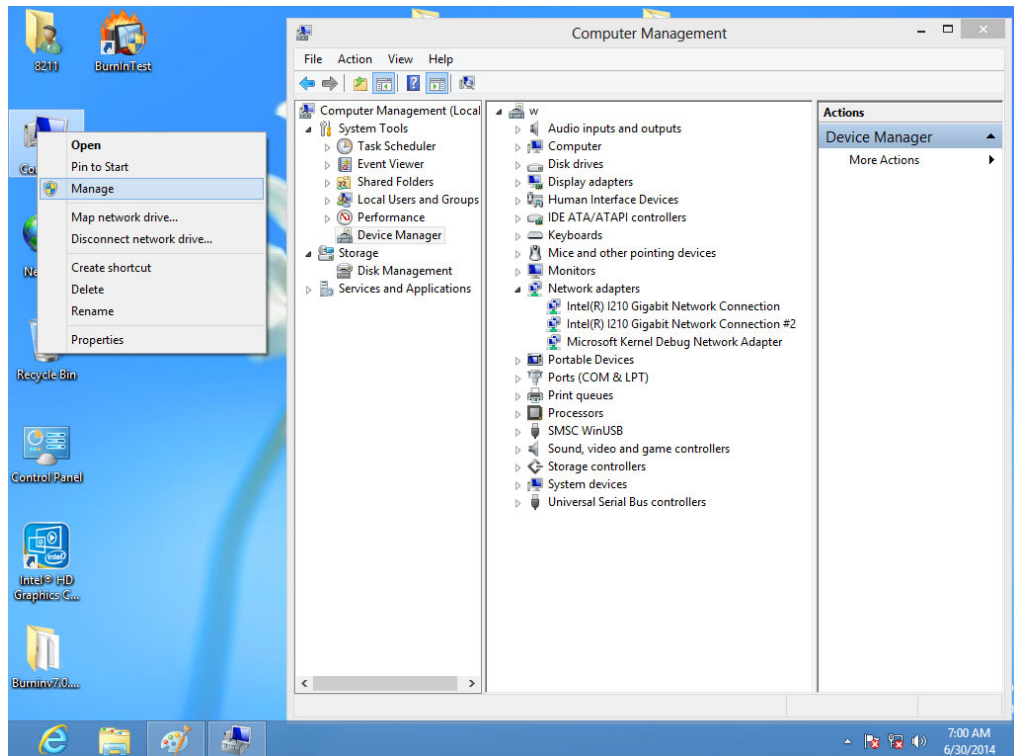 8211
BurninTest
Open
Pin to Start
Manage
Map network drive...
Disconnect network drive...
Create shortcut
Delete
Rename
Properties
Recycle Bin
Control Panel
Intel® HD
Graphics C...
Burninv7.0....
Computer Management
File Action View Help
Computer Management (Local
System Tools
Task Scheduler
Event Viewer
Shared Folders
Local Users and Groups
Performance
Device Manager
Storage
Disk Management
Services and Applications
w
Audio inputs and outputs
Computer
Disk drives
Display adapters
Human Interface Devices
IDE ATA/ATAPI controllers
Keyboards
Mice and other pointing devices
Monitors
Network adapters
Intel(R) I210 Gigabit Network Connection
Intel(R) I210 Gigabit Network Connection #2
Microsoft Kernel Debug Network Adapter
Portable Devices
Ports (COM & LPT)
Print queues
Processors
SMSC WinUSB
Sound, video and game controllers
Storage controllers
System devices
Universal Serial Bus controllers
Actions
Device Manager
More Actions
7:00 AM
6/30/2014